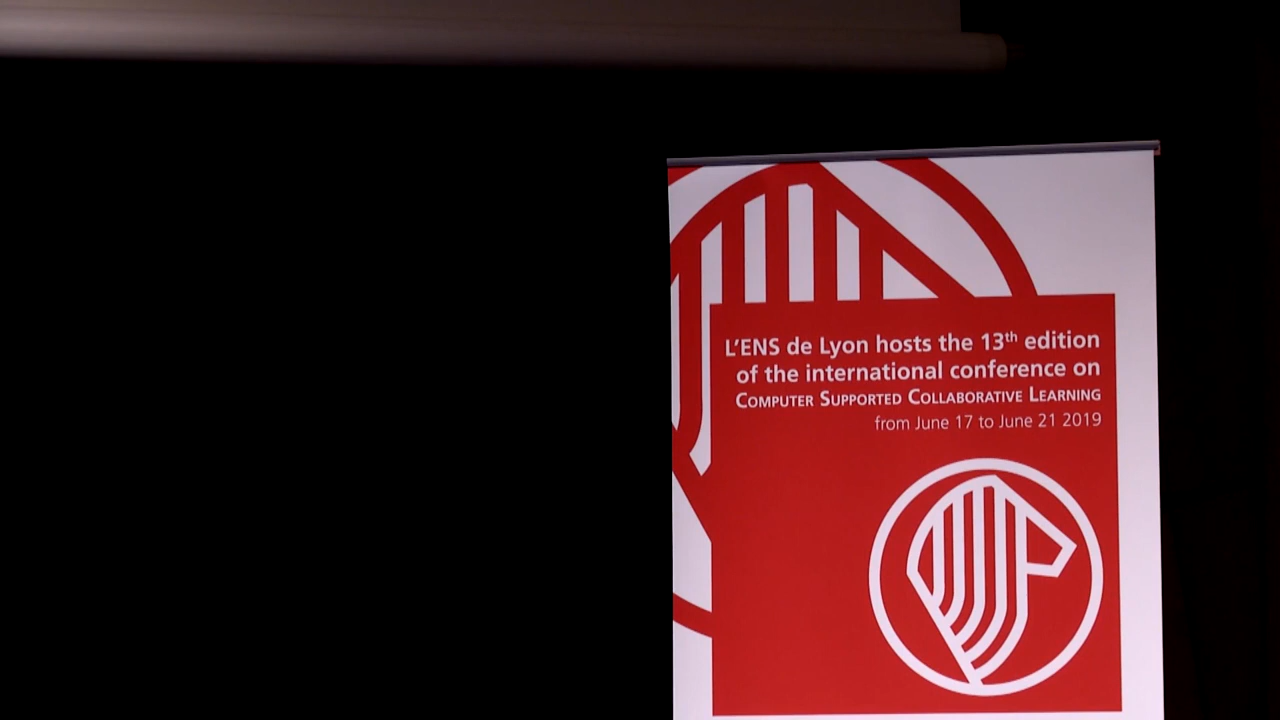 L'ENS de Lyon hosts the 13th edition
of the international conference on
COMPUTER SUPPORTED COLLABORATIVE LEARNING
from June 17 to June 21 2019